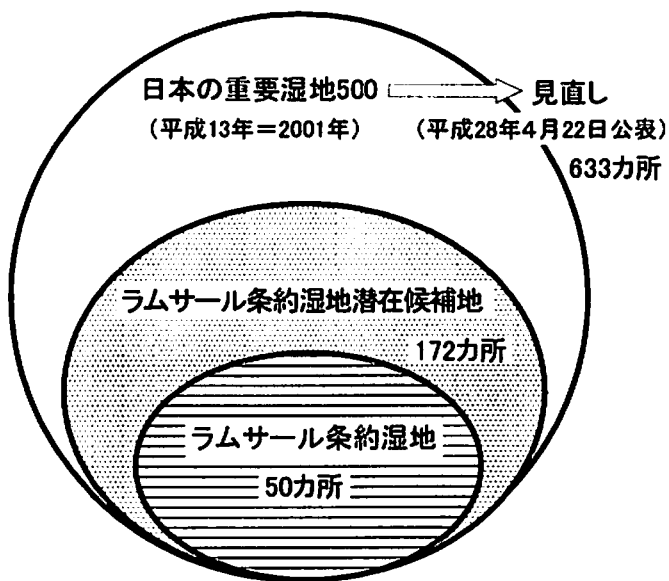 日本の重要湿地500 見直し
（平成13年＝2001年） （平成28年4月22日公表）
633カ所
ラムサール条約湿地潜在候補地
172カ所
ラムサール条約湿地
50カ所